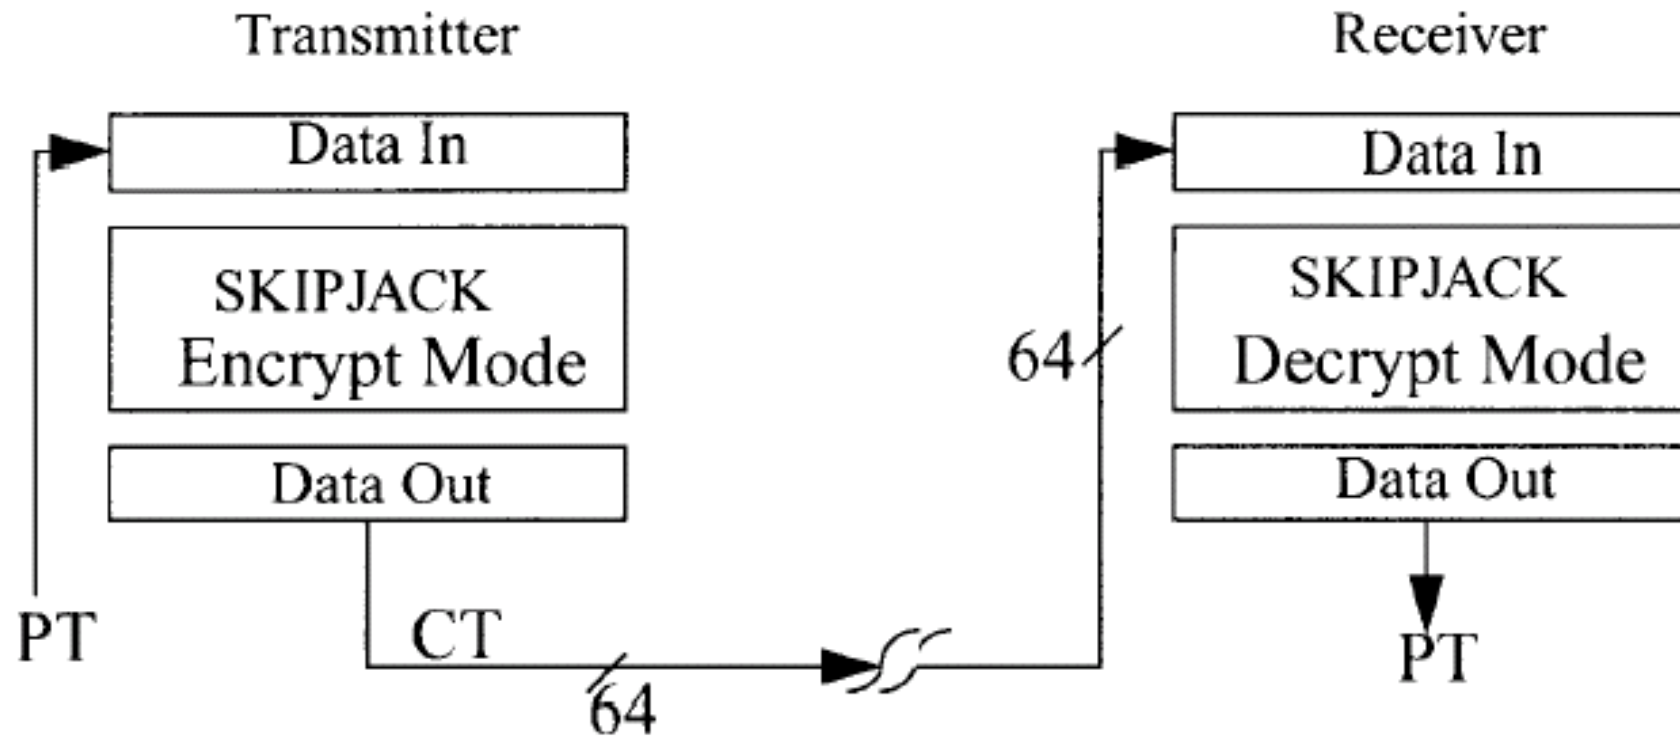 Transmitter
Data In
SKIPJACK
Encrypt Mode
Data Out
PT
CT
64
Receiver
Data In
64
SKIPJACK
Decrypt Mode
Data Out
PT